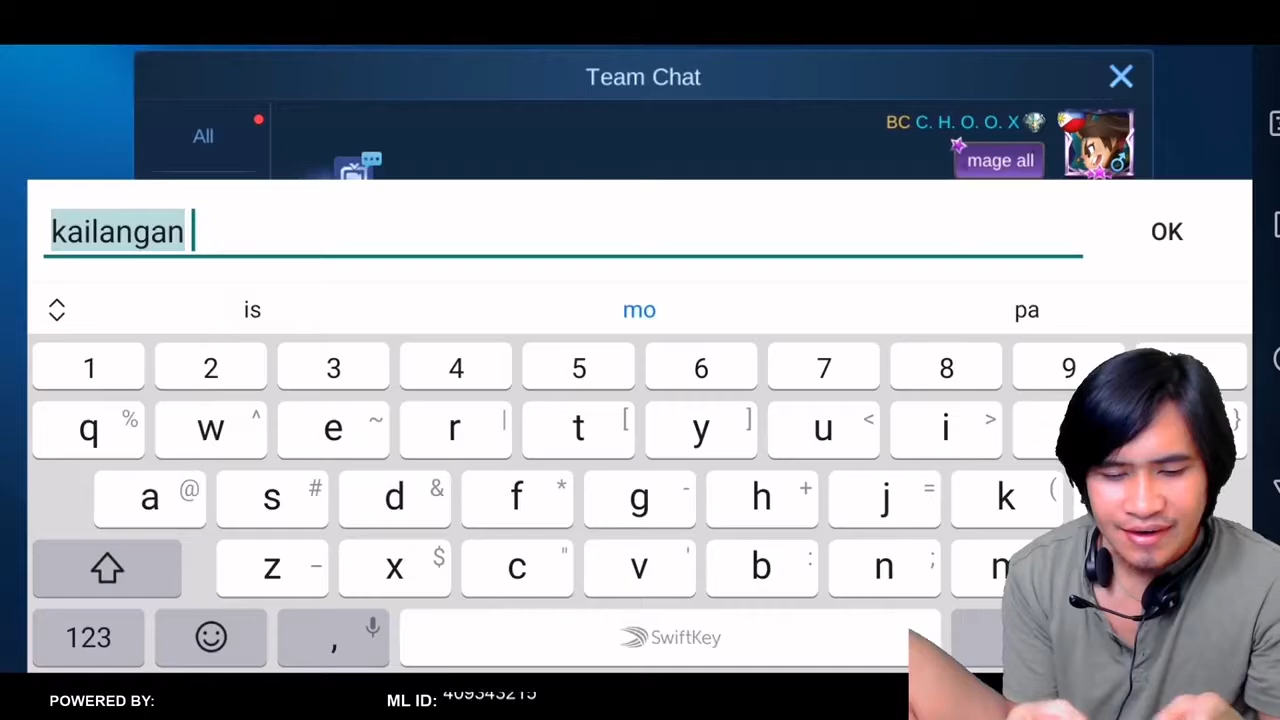 Team Chat
All
BC C. H. O. O. X
mage all
kailangan
OK
is mo pa
1 2 3 4 5 6 7 8 9
q % w ^ e ~ r | t [ y ] u < i > }
a @ s # d & f * g - h + j = k (
z _ x $ c " v ' b : n ; m
123 , SwiftKey
POWERED BY: ML ID: 409343215